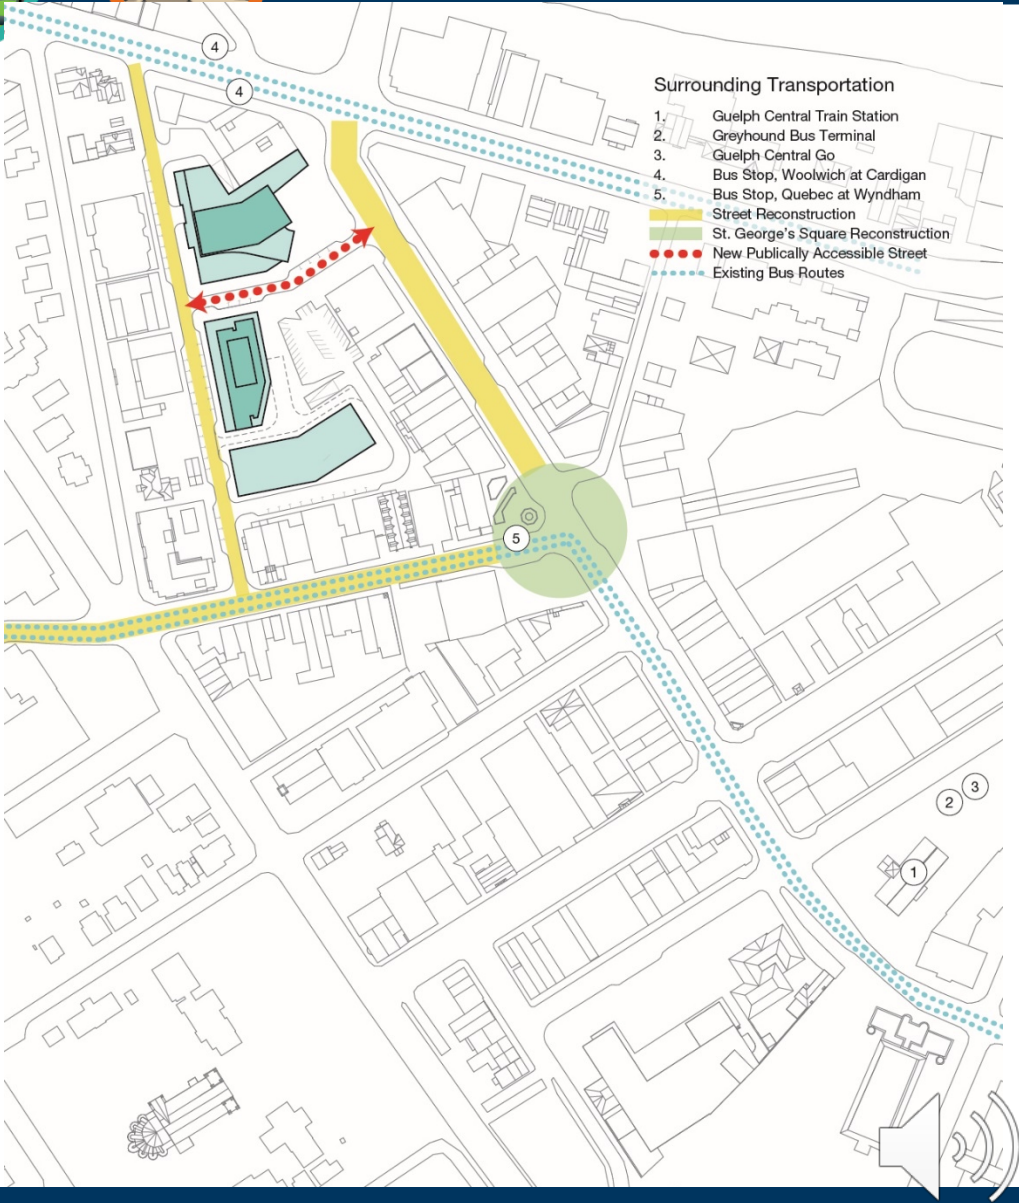 4
4
Surrounding Transportation
1. Guelph Central Train Station
2. Greyhound Bus Terminal
3. Guelph Central Go
4. Bus Stop, Woolwich at Cardigan
5. Bus Stop, Quebec at Wyndham
Street Reconstruction
St. George's Square Reconstruction
New Publically Accessible Street
Existing Bus Routes
5
3
2
1